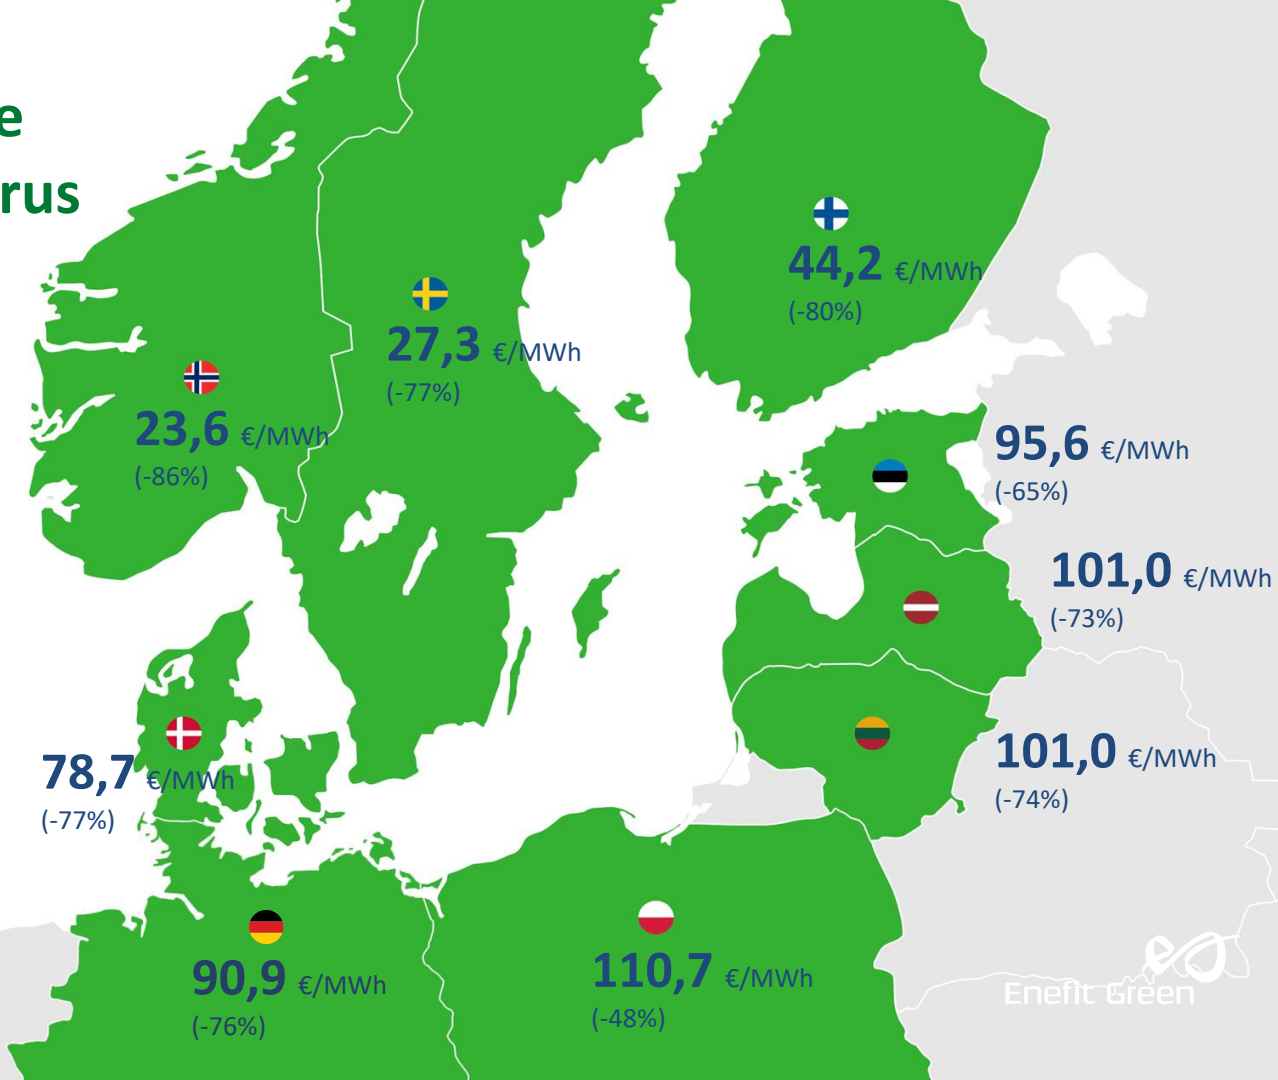 e
rus
44,2 €/MWh
(-80%)
27,3 €/MWh
(-77%)
23,6 €/MWh
(-86%)
95,6 €/MWh
(-65%)
101,0 €/MWh
(-73%)
78,7 €/MWh
(-77%)
101,0 €/MWh
(-74%)
90,9 €/MWh
(-76%)
110,7 €/MWh
(-48%)
Enefit Green